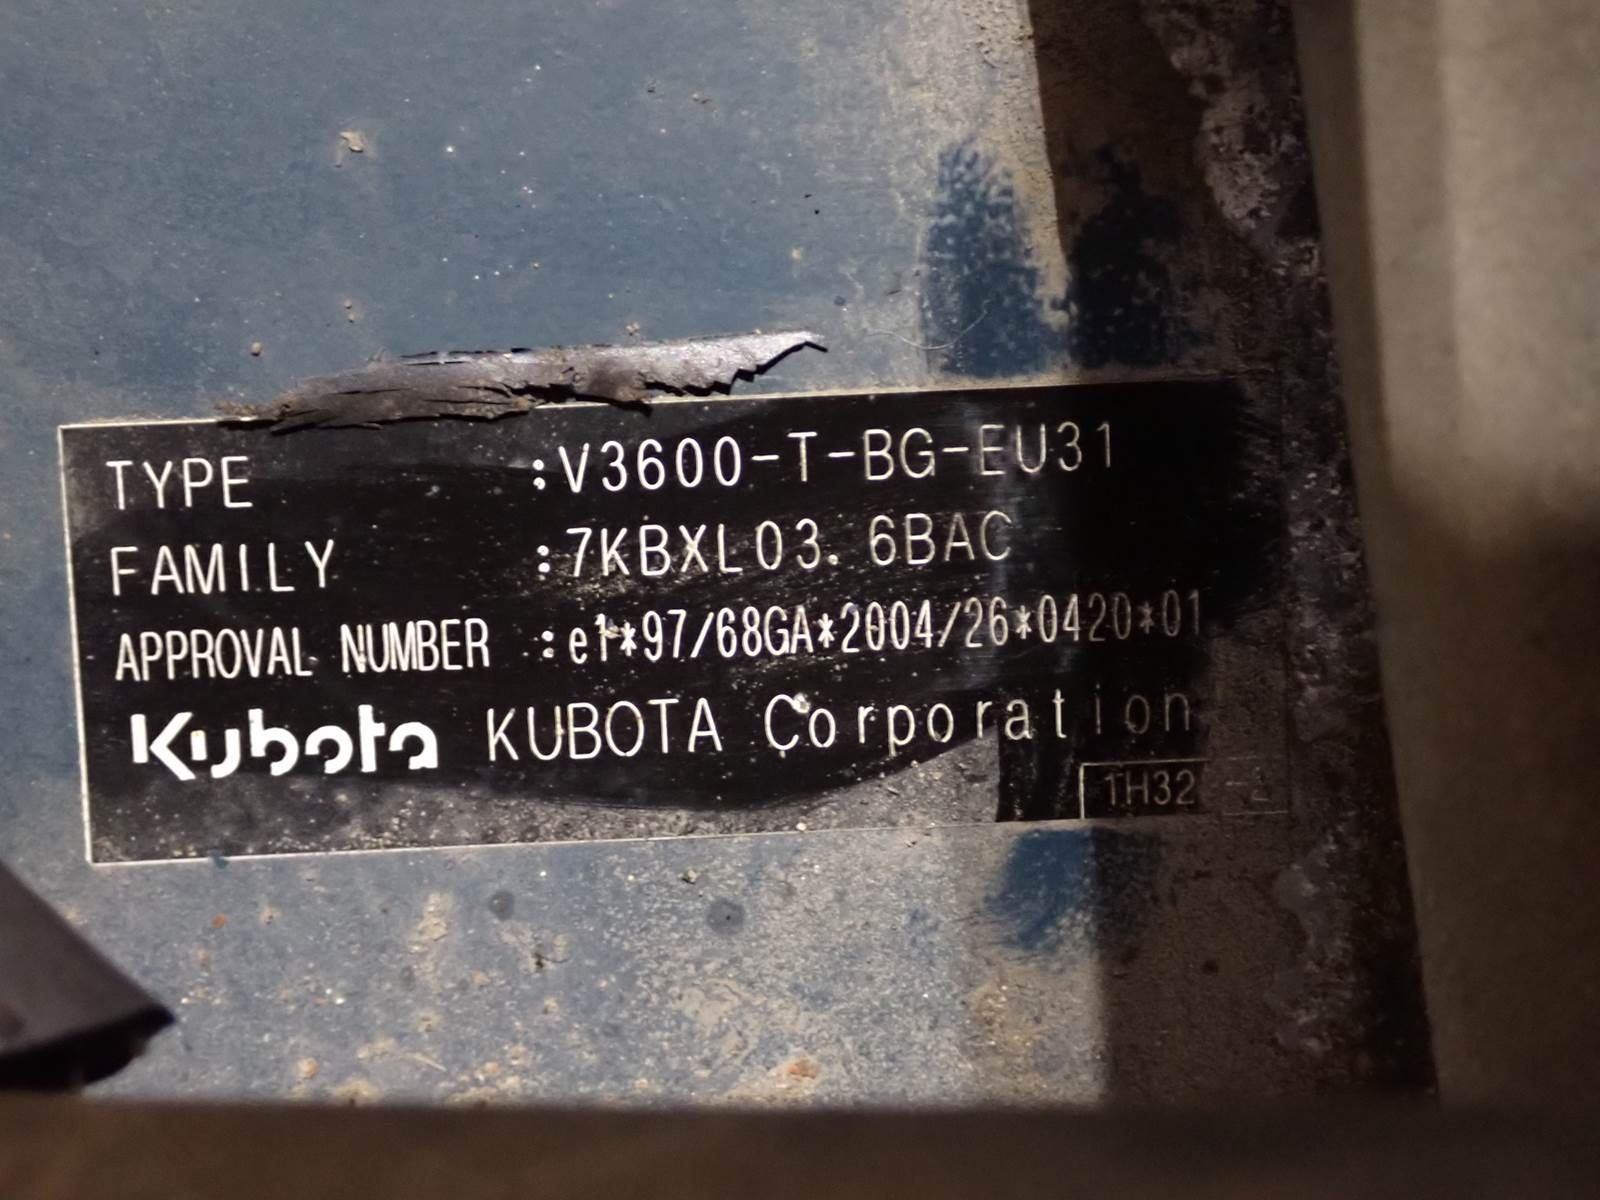 TYPE :V3600-T-BG-EU31
FAMILY :7KBXL03.6BAC
APPROVAL NUMBER :e1*97/68GA*2004/26*0420*01
Kubota KUBOTA Corporation
1H32